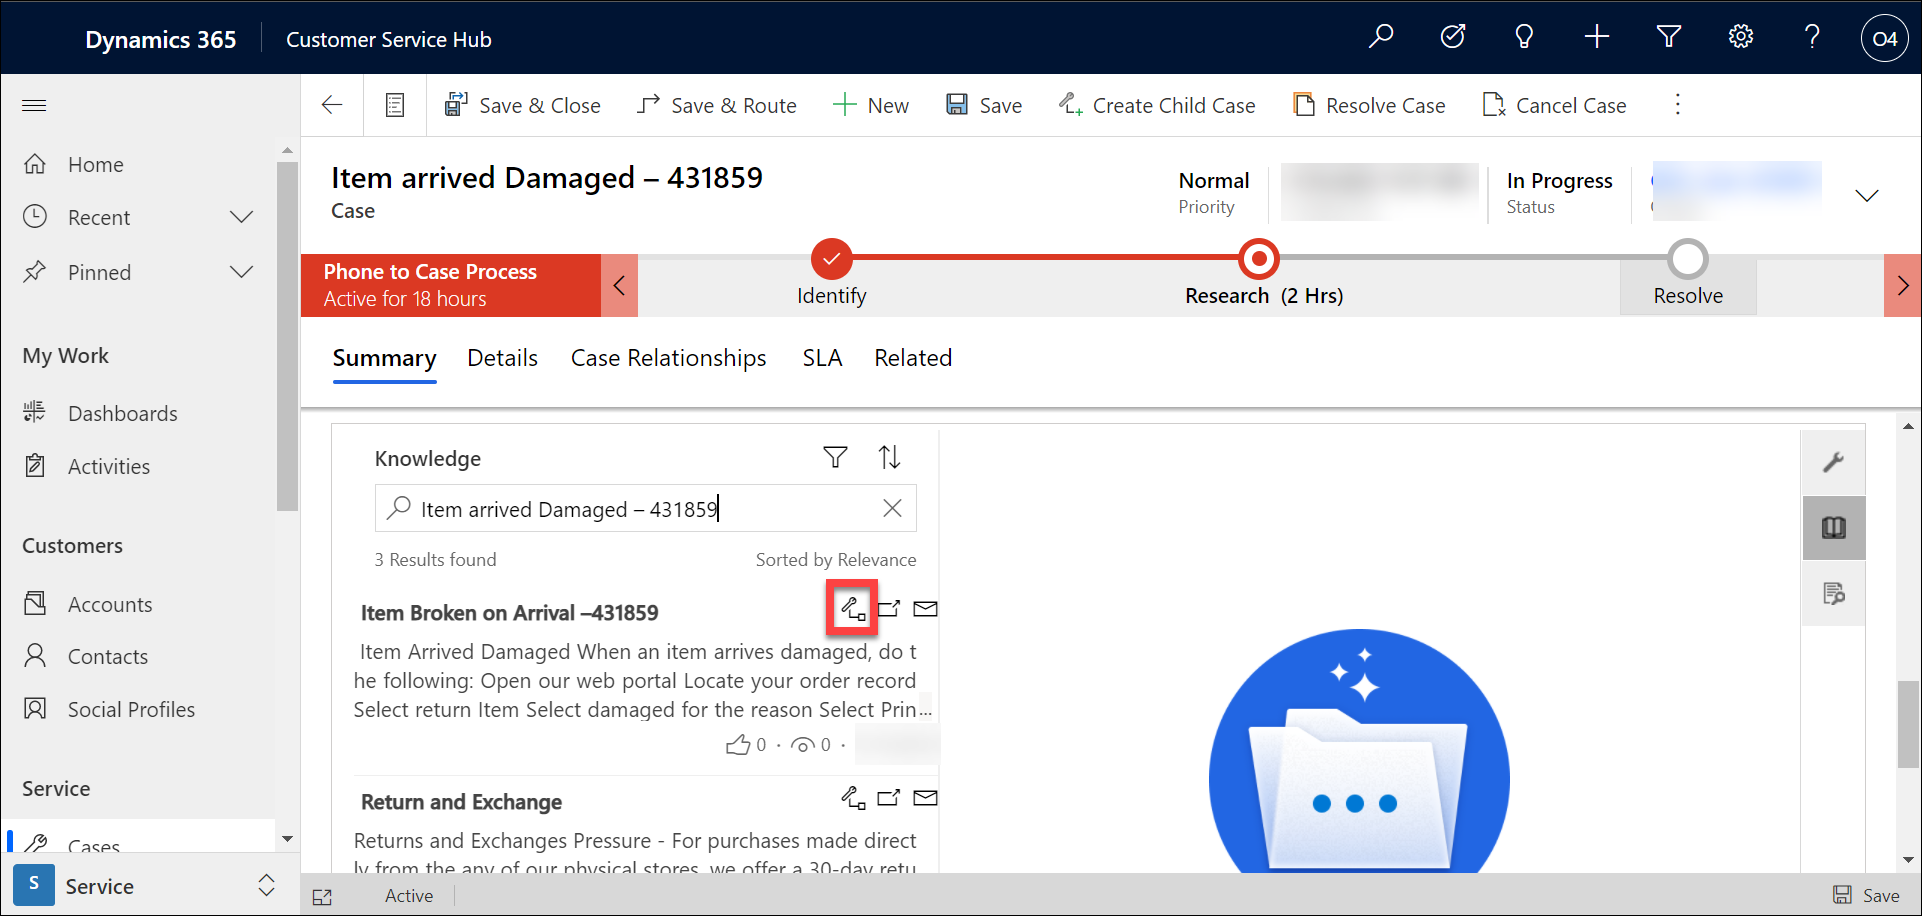 Dynamics 365
Customer Service Hub
O4
Save & Close
Save & Route
New
Save
Create Child Case
Resolve Case
Cancel Case
Home
Recent
Pinned
My Work
Dashboards
Activities
Customers
Accounts
Contacts
Social Profiles
Service
Cases
S
Service
Item arrived Damaged – 431859
Case
Normal
Priority
In Progress
Status
Phone to Case Process
Active for 18 hours
Identify
Research (2 Hrs)
Resolve
Summary
Details
Case Relationships
SLA
Related
Knowledge
Item arrived Damaged – 431859
3 Results found
Sorted by Relevance
Item Broken on Arrival –431859
Item Arrived Damaged When an item arrives damaged, do t
he following: Open our web portal Locate your order record
Select return Item Select damaged for the reason Select Prin...
0 · 0 ·
Return and Exchange
Returns and Exchanges Pressure - For purchases made direct
ly from the any of our physical stores, we offer a 30-day retu
Active
Save